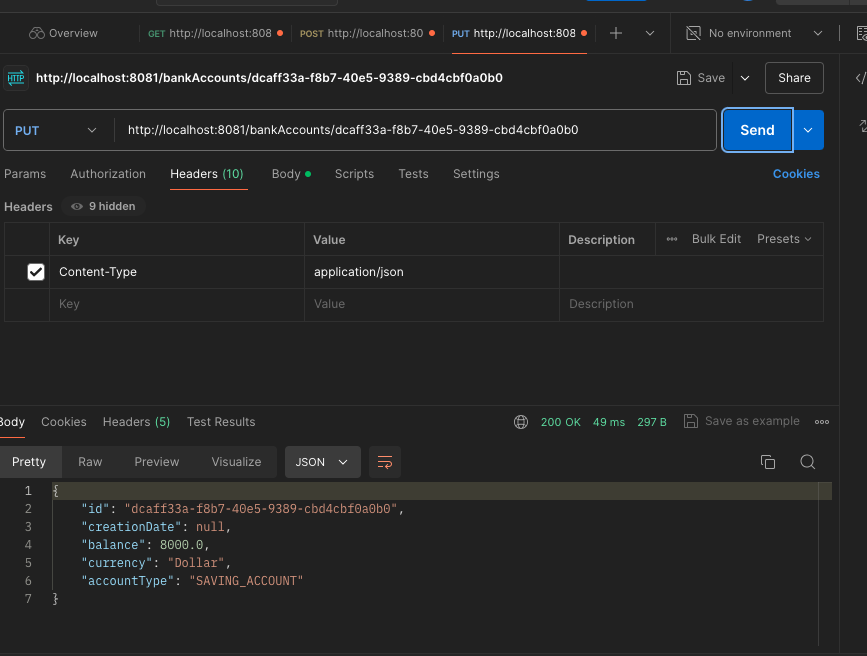 Overview GET http://localhost:808 POST http://localhost:80 PUT http://localhost:808 No environment
HTTP http://localhost:8081/bankAccounts/dcaff33a-f8b7-40e5-9389-cbd4cbf0a0b0 Save Share
PUT http://localhost:8081/bankAccounts/dcaff33a-f8b7-40e5-9389-cbd4cbf0a0b0 Send
Params Authorization Headers (10) Body Scripts Tests Settings Cookies
Headers 9 hidden
Key Value Description Bulk Edit Presets
Content-Type application/json
Key Value Description
Body Cookies Headers (5) Test Results 200 OK 49 ms 297 B Save as example
Pretty Raw Preview Visualize JSON
1 {
2 "id": "dcaff33a-f8b7-40e5-9389-cbd4cbf0a0b0",
3 "creationDate": null,
4 "balance": 8000.0,
5 "currency": "Dollar",
6 "accountType": "SAVING_ACCOUNT"
7 }